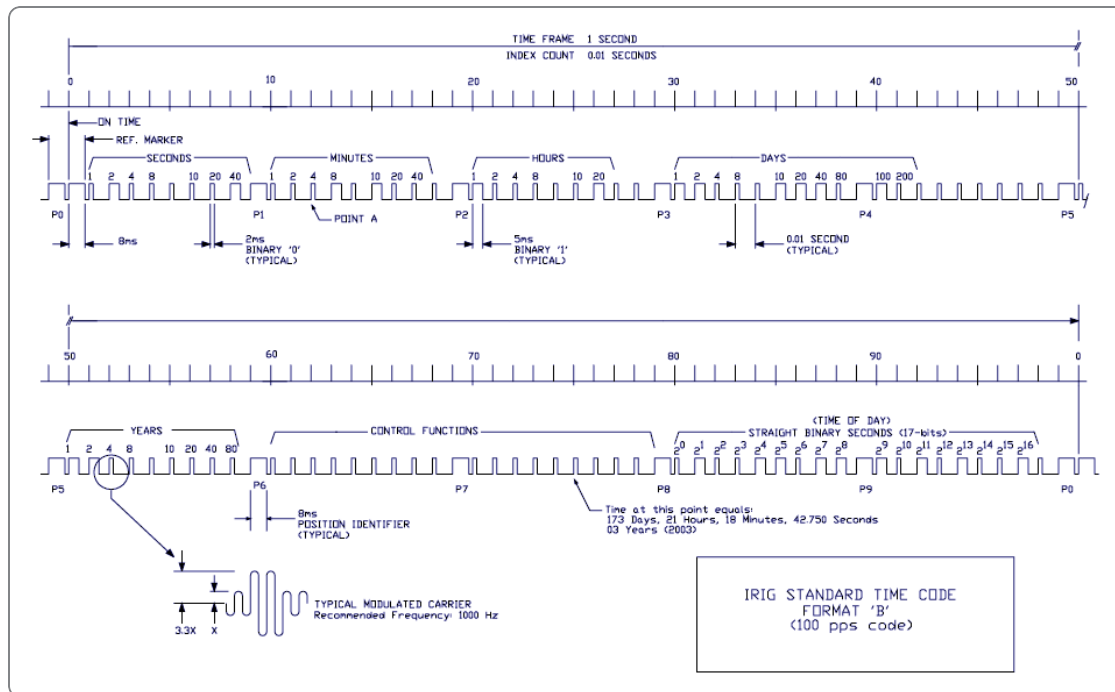 TIME FRAME 1 SECOND
INDEX COUNT 0.01 SECONDS
0 10 20 30 40 50
ON TIME
REF. MARKER
SECONDS MINUTES HOURS DAYS
1 2 4 8 10 20 40 1 2 4 8 10 20 40 1 2 4 8 10 20 1 2 4 8 10 20 40 80 100 200
P0 P1 P2 P3 P4 P5
POINT A
8ms
2ms
BINARY '0'
(TYPICAL)
5ms
BINARY '1'
(TYPICAL)
0.01 SECOND
(TYPICAL)
50 60 70 80 90 0
(TIME OF DAY)
YEARS CONTROL FUNCTIONS STRAIGHT BINARY SECONDS (17-bits)
1 2 4 8 10 20 40 80 2^0 2^1 2^2 2^3 2^4 2^5 2^6 2^7 2^8 2^9 2^10 2^11 2^12 2^13 2^14 2^15 2^16
P5 P6 P7 P8 P9 P0
8ms
POSITION IDENTIFIER
(TYPICAL)
Time at this point equals:
173 Days, 21 Hours, 18 Minutes, 42.750 Seconds
03 Years (2003)
3.3X X
TYPICAL MODULATED CARRIER
Recommended Frequency: 1000 Hz
IRIG STANDARD TIME CODE
FORMAT 'B'
(100 pps code)